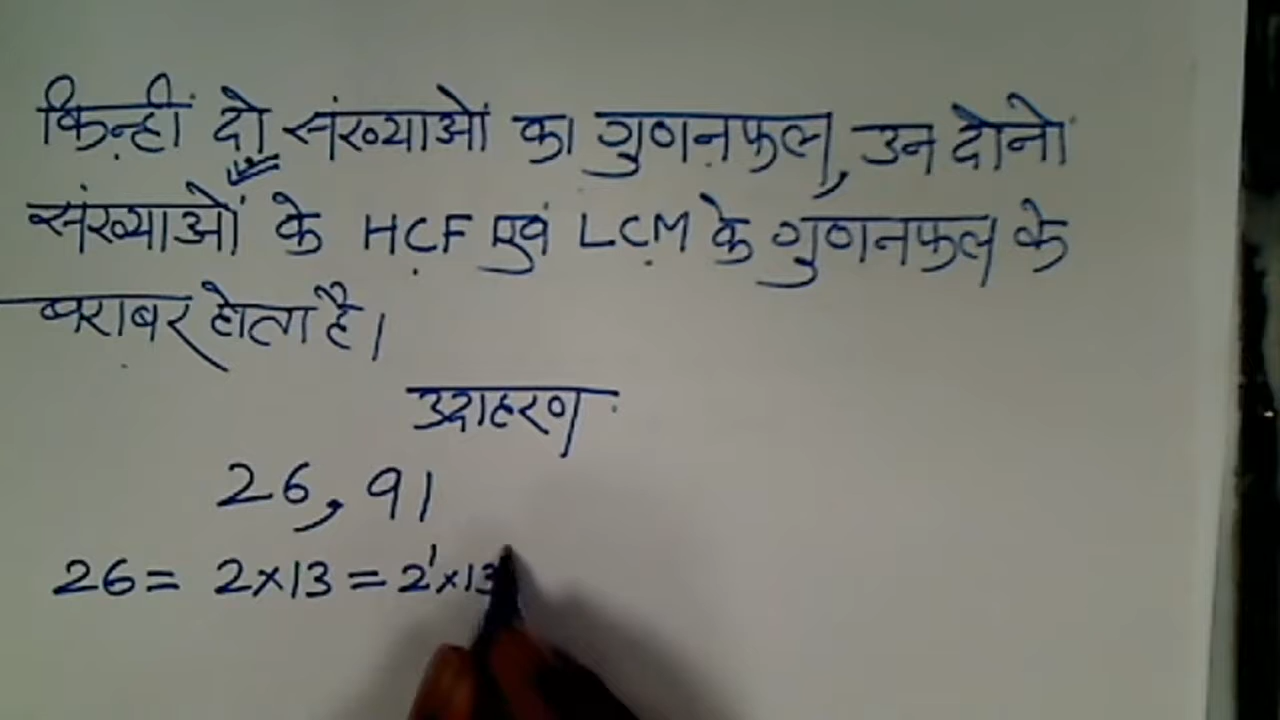 किन्हीं दो संख्याओं का गुणनफल, उन दोनो
संख्याओं के HCF एवं LCM के गुणनफल के
बराबर होता है।
उदाहरण
26, 91
26 = 2×13 = 2¹×13